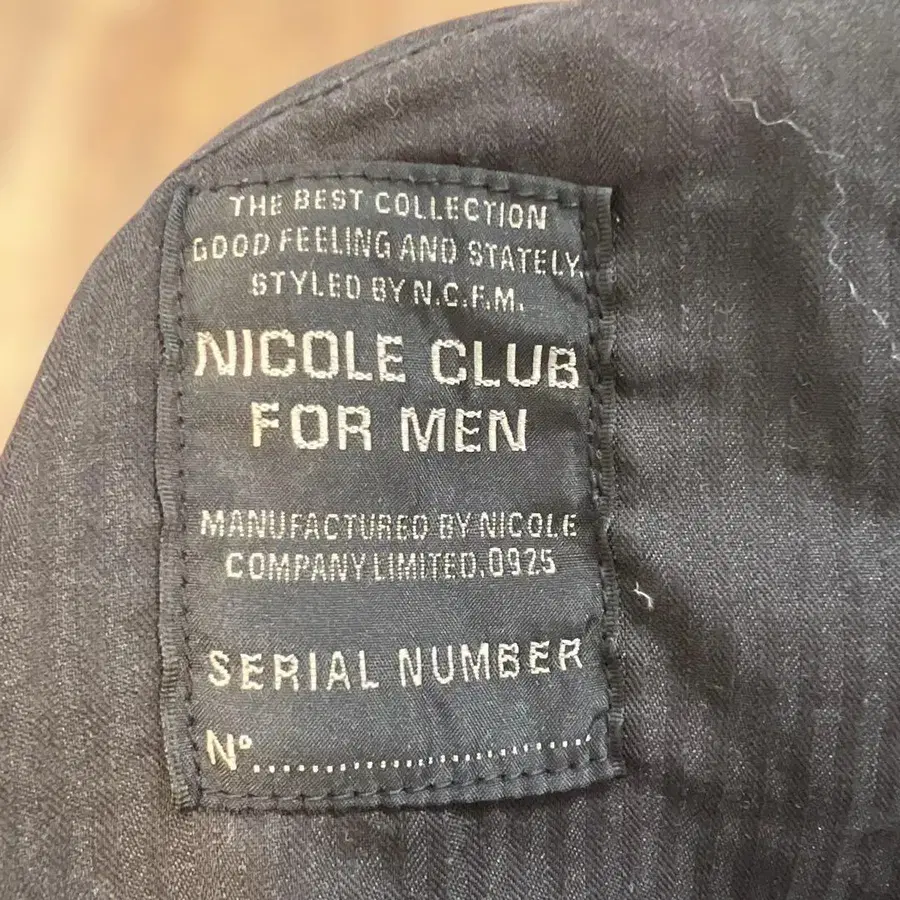 THE BEST COLLECTION
GOOD FEELING AND STATELY.
STYLED BY N.C.F.M.
NICOLE CLUB
FOR MEN
MANUFACTURED BY NICOLE
COMPANY LIMITED.0925
SERIAL NUMBER
Nº..............................